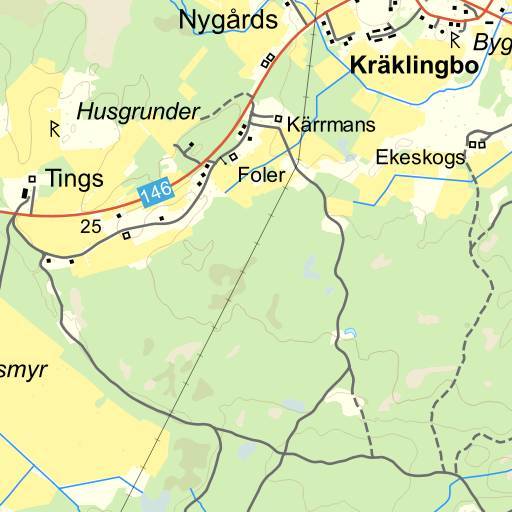 Nygårds
Byg
Kräklingbo
Husgrunder
Kärrmans
Ekeskogs
Tings
Foler
146
25
smyr